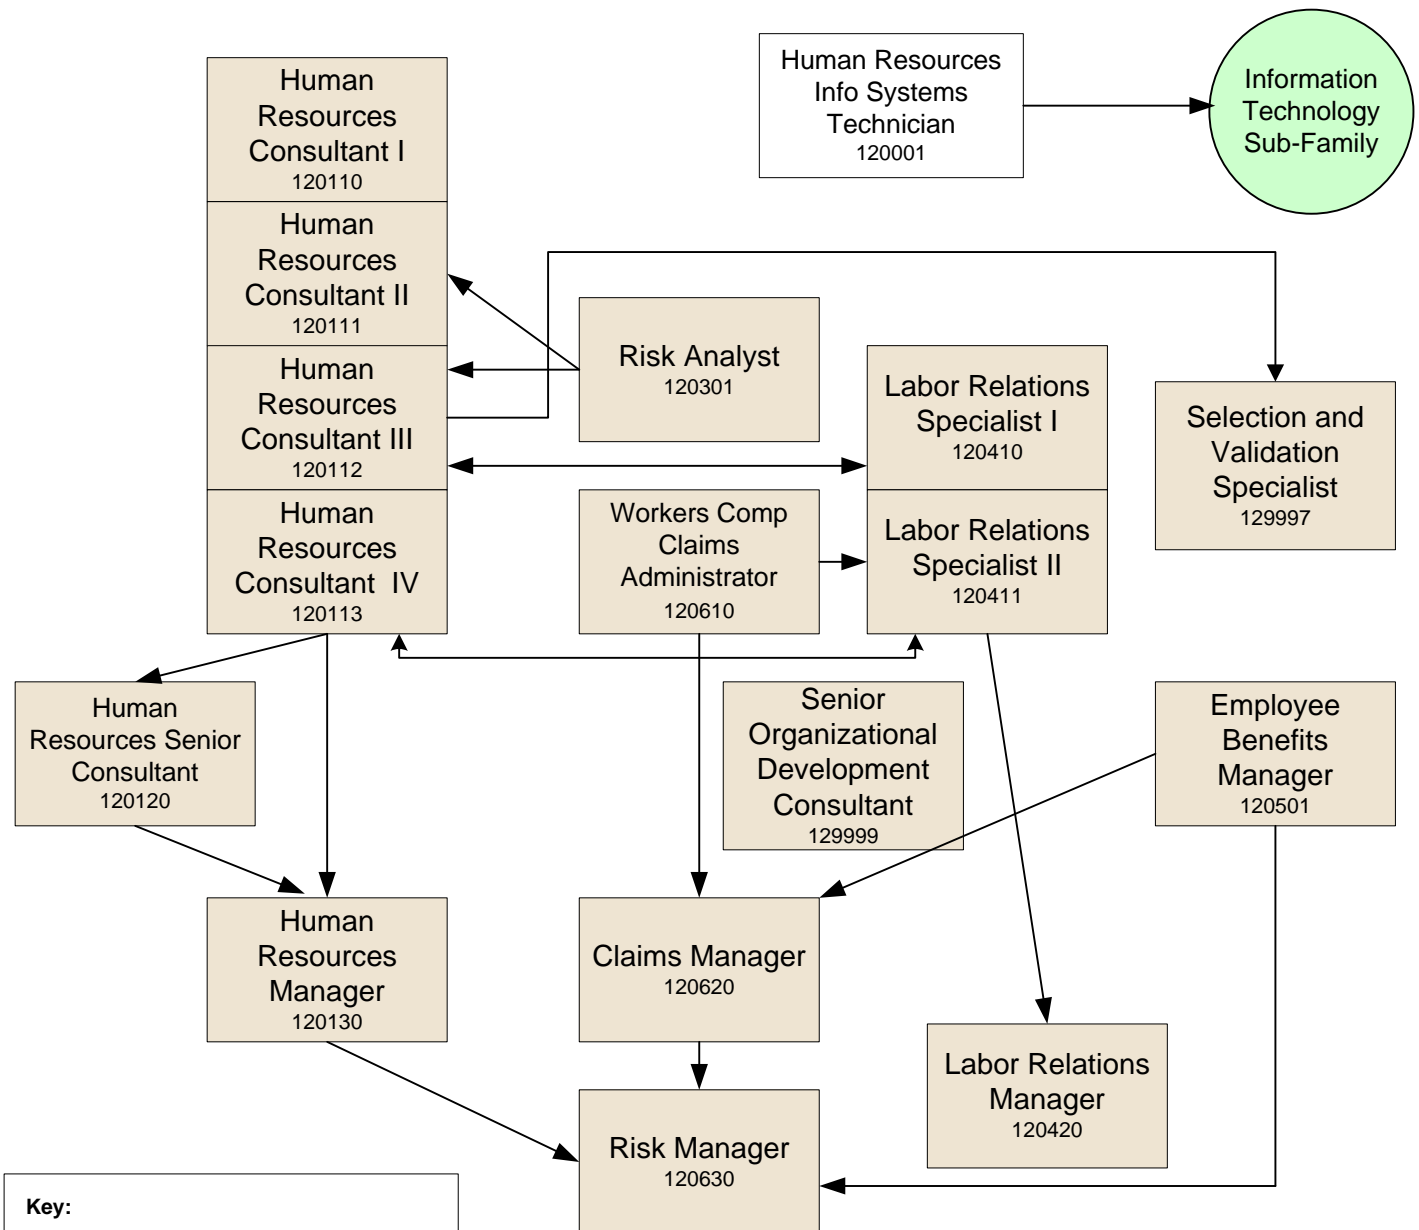 Human Resources
Info Systems
Technician
120001
Information
Technology
Sub-Family
Human
Resources
Consultant I
120110
Human
Resources
Consultant II
120111
Human
Resources
Consultant III
120112
Human
Resources
Consultant  IV
120113
Risk Analyst
120301
Labor Relations
Specialist I
120410
Labor Relations
Specialist II
120411
Selection and
Validation
Specialist
129997
Workers Comp
Claims
Administrator
120610
Human
Resources Senior
Consultant
120120
Senior
Organizational
Development
Consultant
129999
Employee
Benefits
Manager
120501
Human
Resources
Manager
120130
Claims Manager
120620
Labor Relations
Manager
120420
Risk Manager
120630
Key: